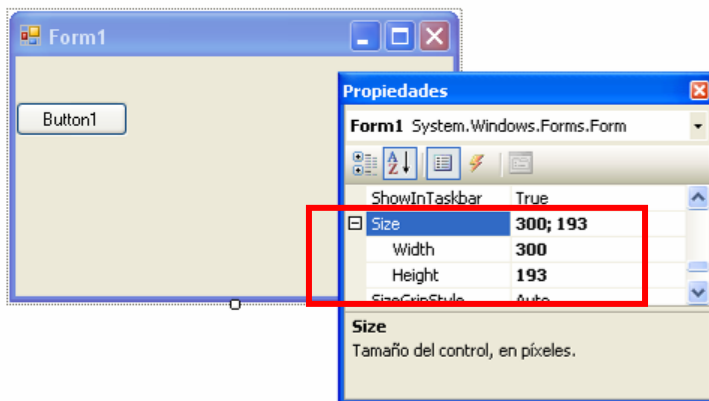 Form1
Button1
Propiedades
Form1 System.Windows.Forms.Form
ShowInTaskbar True
Size 300; 193
Width 300
Height 193
SizeGripStyle Auto
Size
Tamaño del control, en píxeles.